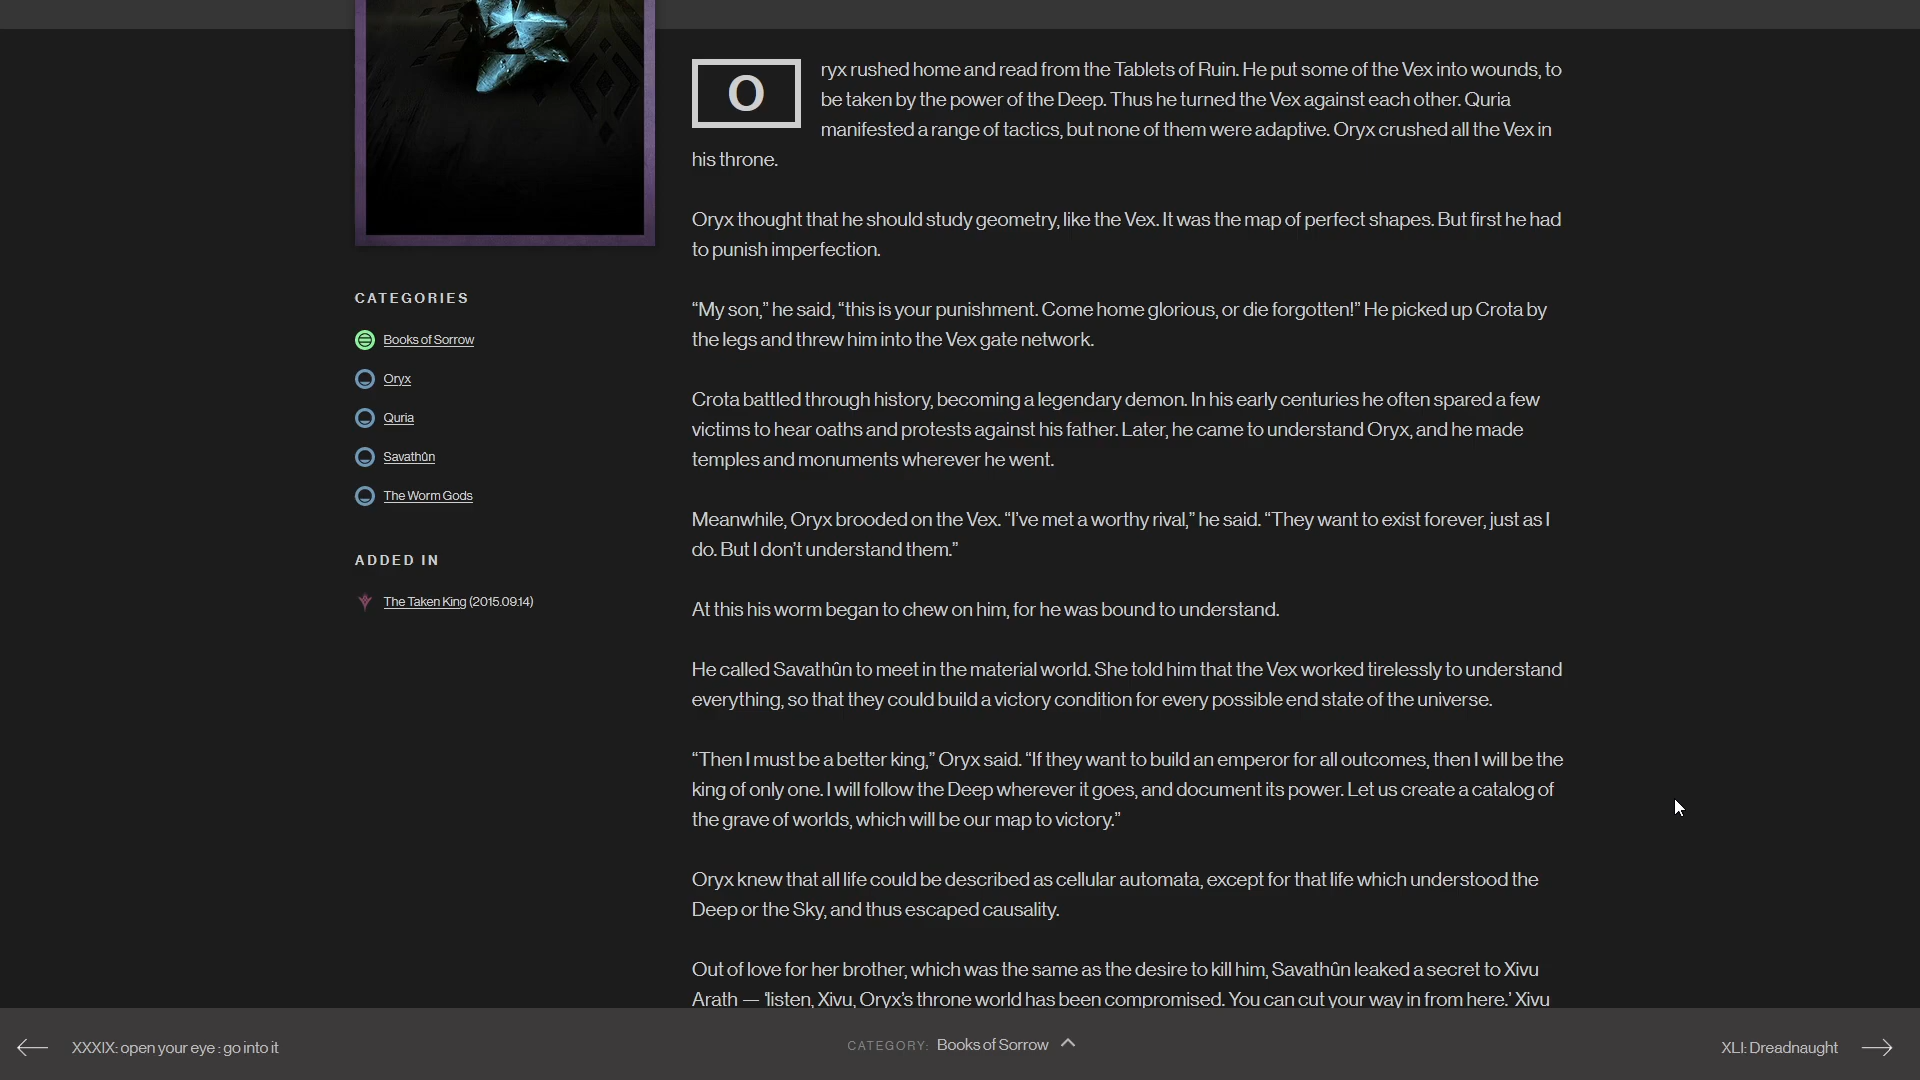 O
ryx rushed home and read from the Tablets of Ruin. He put some of the Vex into wounds, to
be taken by the power of the Deep. Thus he turned the Vex against each other. Quria
manifested a range of tactics, but none of them were adaptive. Oryx crushed all the Vex in
his throne.
Oryx thought that he should study geometry, like the Vex. It was the map of perfect shapes. But first he had
to punish imperfection.
“My son,” he said, “this is your punishment. Come home glorious, or die forgotten!” He picked up Crota by
the legs and threw him into the Vex gate network.
Crota battled through history, becoming a legendary demon. In his early centuries he often spared a few
victims to hear oaths and protests against his father. Later, he came to understand Oryx, and he made
temples and monuments wherever he went.
Meanwhile, Oryx brooded on the Vex. “I’ve met a worthy rival,” he said. “They want to exist forever, just as I
do. But I don’t understand them.”
At this his worm began to chew on him, for he was bound to understand.
He called Savathûn to meet in the material world. She told him that the Vex worked tirelessly to understand
everything, so that they could build a victory condition for every possible end state of the universe.
“Then I must be a better king,” Oryx said. “If they want to build an emperor for all outcomes, then I will be the
king of only one. I will follow the Deep wherever it goes, and document its power. Let us create a catalog of
the grave of worlds, which will be our map to victory.”
Oryx knew that all life could be described as cellular automata, except for that life which understood the
Deep or the Sky, and thus escaped causality.
Out of love for her brother, which was the same as the desire to kill him, Savathûn leaked a secret to Xivu
Arath — ‘listen, Xivu, Oryx’s throne world has been compromised. You can cut your way in from here.’ Xivu
CATEGORIES
Books of Sorrow
Oryx
Quria
Savathûn
The Worm Gods
ADDED IN
The Taken King (2015.09.14)
XXXIX: open your eye : go into it
CATEGORY: Books of Sorrow
XLI: Dreadnaught